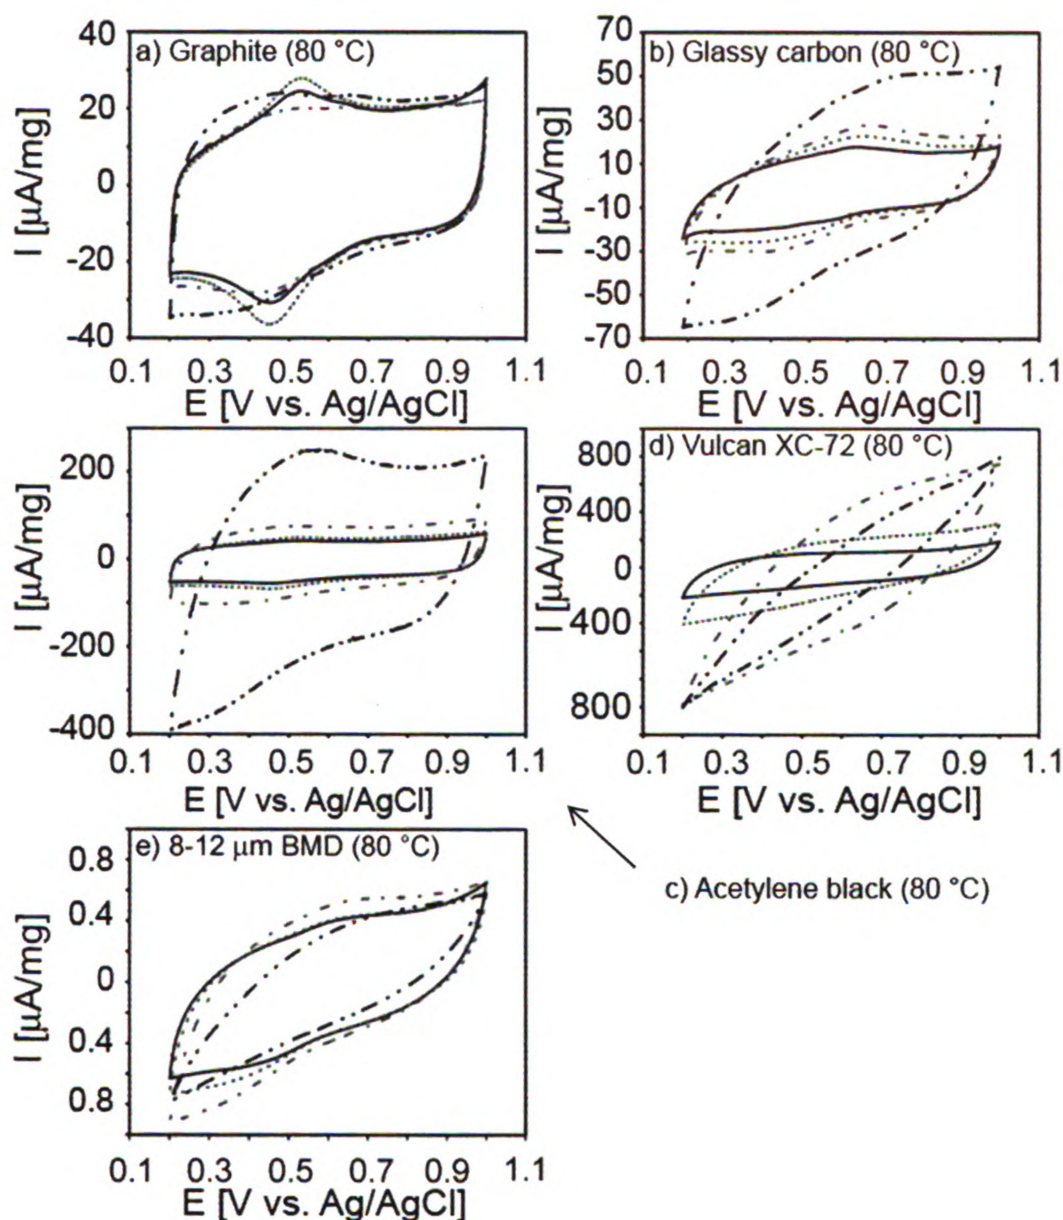 a) Graphite (80 °C)
40
20
0
-20
-40
I [µA/mg]
0.1 0.3 0.5 0.7 0.9 1.1
E [V vs. Ag/AgCl]
b) Glassy carbon (80 °C)
70
50
30
10
-10
-30
-50
-70
I [µA/mg]
0.1 0.3 0.5 0.7 0.9 1.1
E [V vs. Ag/AgCl]
200
0
-200
-400
I [µA/mg]
0.1 0.3 0.5 0.7 0.9 1.1
E [V vs. Ag/AgCl]
d) Vulcan XC-72 (80 °C)
800
400
0
400
800
I [µA/mg]
0.1 0.3 0.5 0.7 0.9 1.1
E [V vs. Ag/AgCl]
e) 8-12 µm BMD (80 °C)
0.8
0.4
0
0.4
0.8
I [µA/mg]
0.1 0.3 0.5 0.7 0.9 1.1
E [V vs. Ag/AgCl]
c) Acetylene black (80 °C)